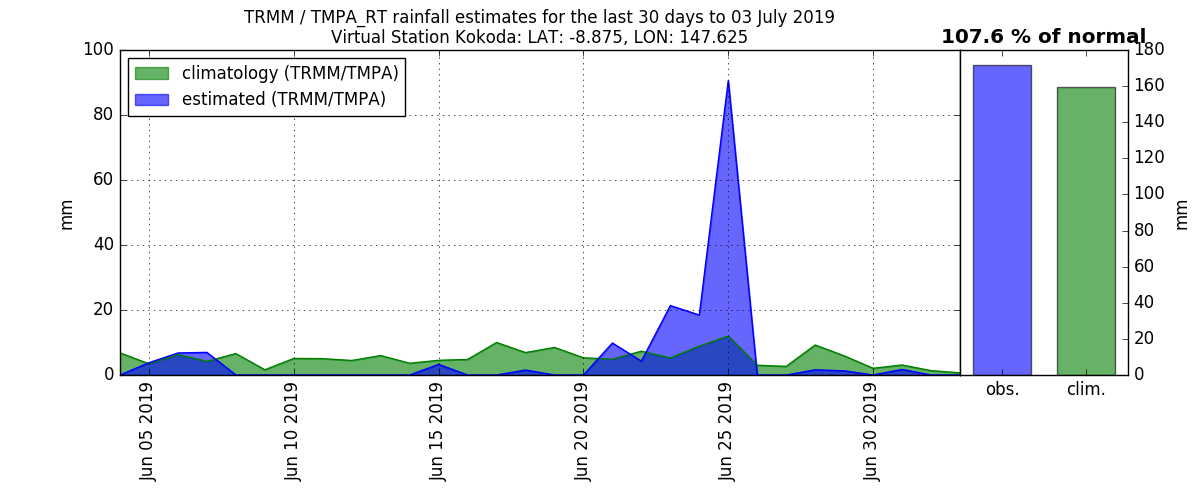 TRMM / TMPA_RT rainfall estimates for the last 30 days to 03 July 2019
Virtual Station Kokoda: LAT: -8.875, LON: 147.625
107.6 % of normal
climatology (TRMM/TMPA)
estimated (TRMM/TMPA)
mm
100
80
60
40
20
0
Jun 05 2019
Jun 10 2019
Jun 15 2019
Jun 20 2019
Jun 25 2019
Jun 30 2019
obs.
clim.
180
160
140
120
100
80
60
40
20
0
mm